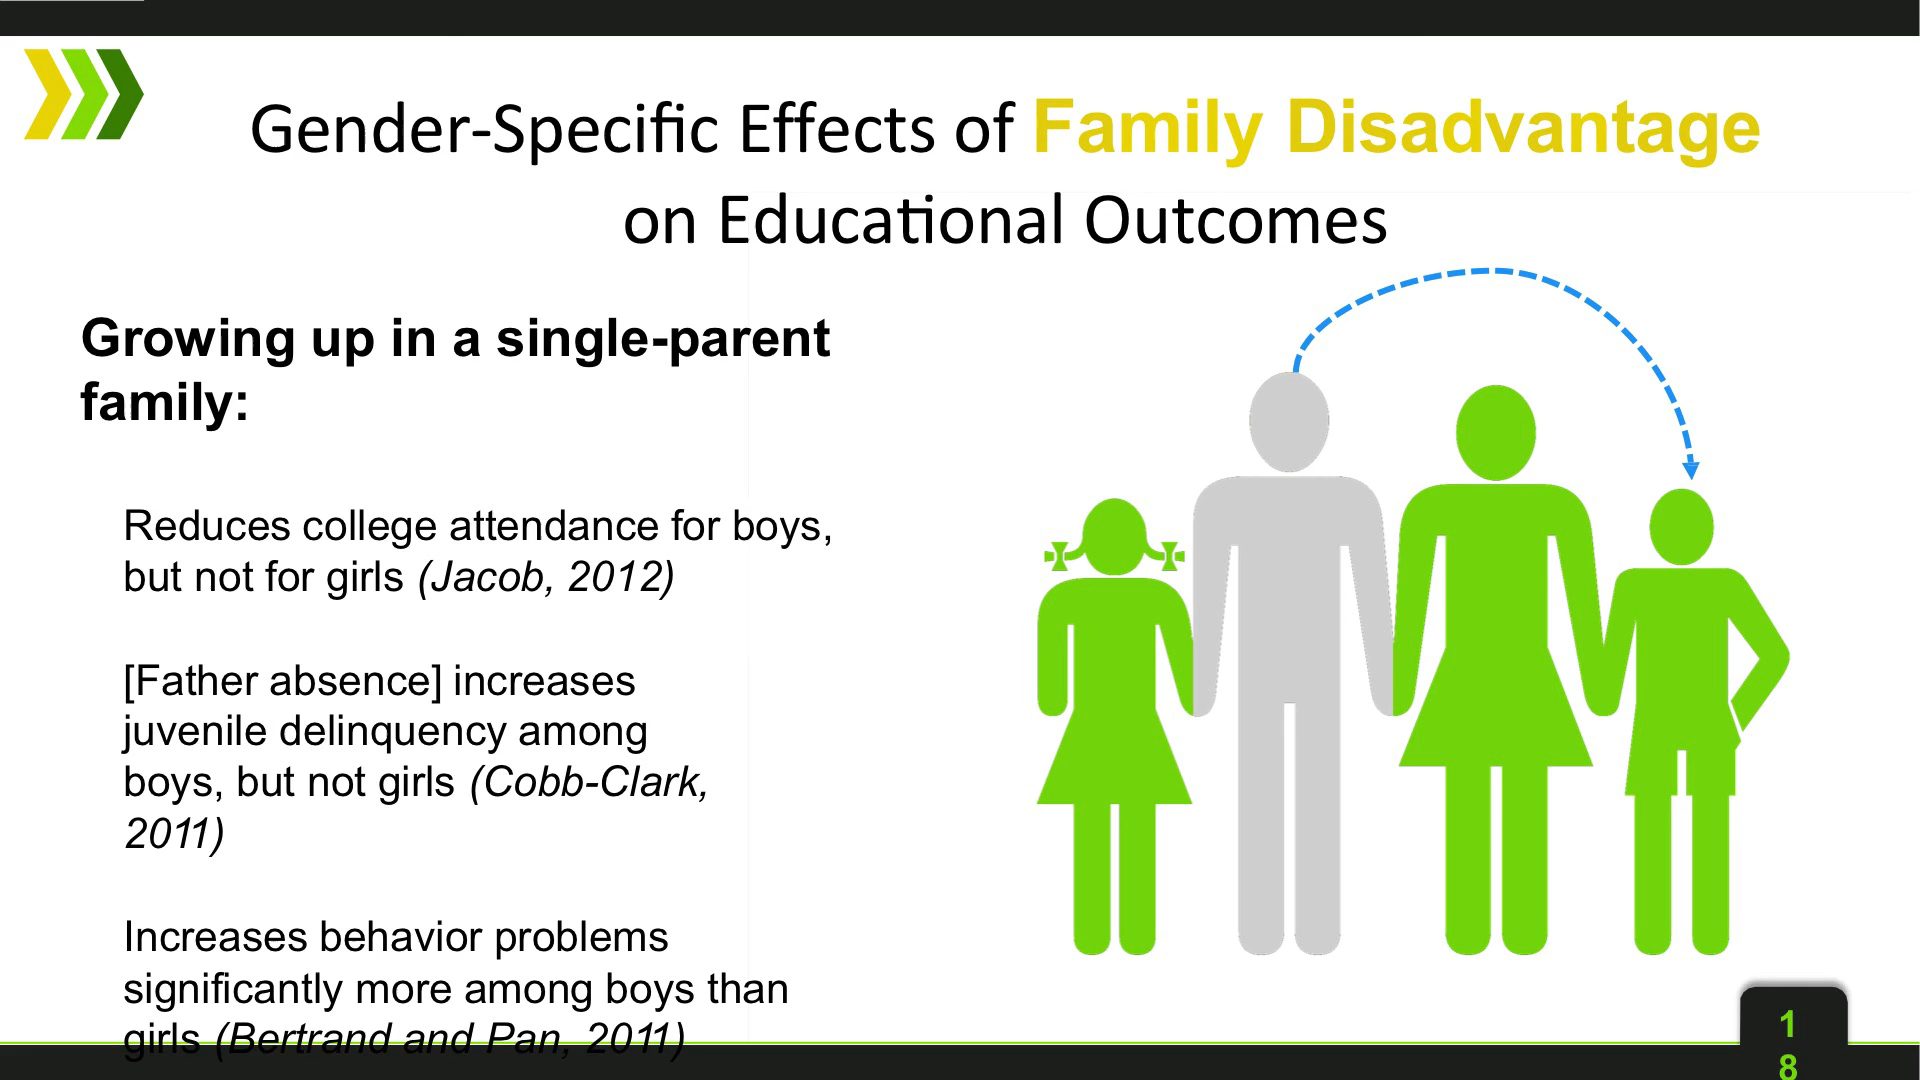 Gender-Specific Effects of Family Disadvantage
on Educational Outcomes
Growing up in a single-parent
family:
Reduces college attendance for boys,
but not for girls (Jacob, 2012)
[Father absence] increases
juvenile delinquency among
boys, but not girls (Cobb-Clark,
2011)
Increases behavior problems
significantly more among boys than
girls (Bertrand and Pan, 2011)
1
8